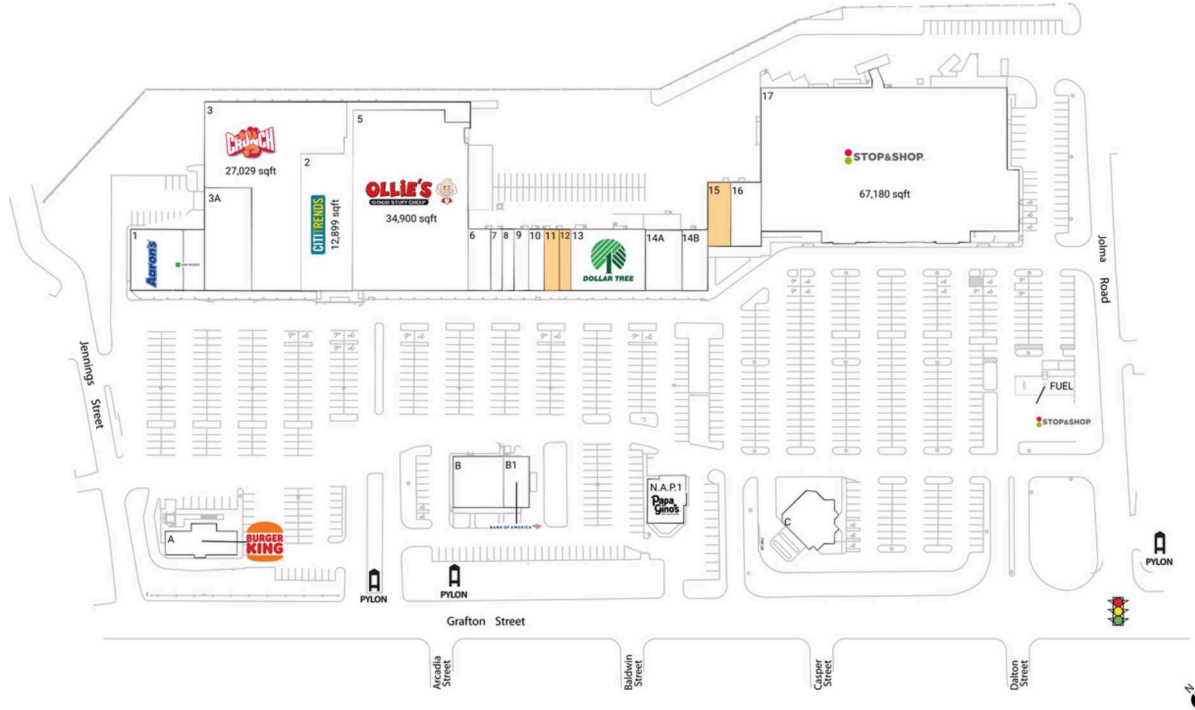 17
STOP&SHOP.
67,180 sqft
3
CRUNCH
27,029 sqft
5
OLLiE'S
GOOD STUFF CHEAP
34,900 sqft
2
CITI TRENDS
12,899 sqft
3A
15
16
1
Aaron's
6
7
8
9
10
11
12
13
DOLLAR TREE
14A
14B
Jolma
Road
Jennings
Street
FUEL
STOP&SHOP.
B
B1
BANK OF AMERICA
N.A.P.1
Papa
Gino's
C
A
BURGER
KING
PYLON
PYLON
PYLON
Grafton Street
Arcadia
Street
Baldwin
Street
Casper
Street
Dalton
Street
N